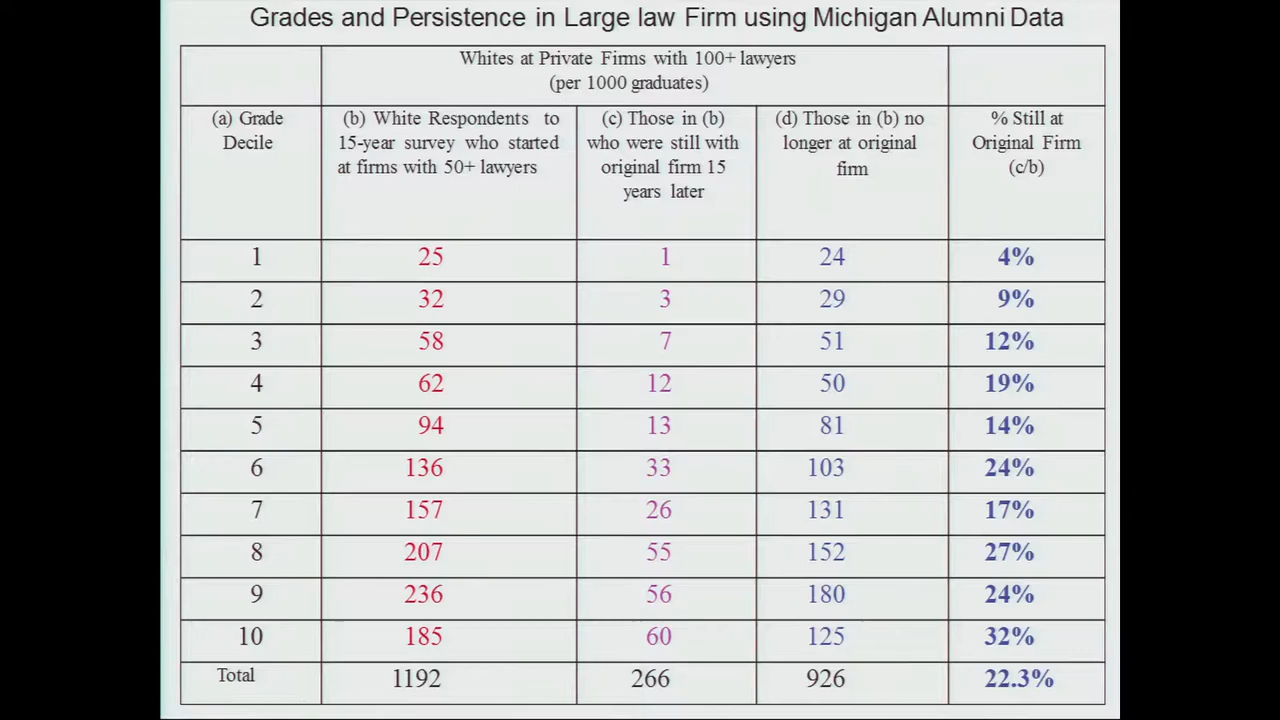 Grades and Persistence in Large law Firm using Michigan Alumni Data
Whites at Private Firms with 100+ lawyers
(per 1000 graduates)
(a) Grade
Decile
(b) White Respondents to
15-year survey who started
at firms with 50+ lawyers
(c) Those in (b)
who were still with
original firm 15
years later
(d) Those in (b) no
longer at original
firm
% Still at
Original Firm
(c/b)
1 25 1 24 4%
2 32 3 29 9%
3 58 7 51 12%
4 62 12 50 19%
5 94 13 81 14%
6 136 33 103 24%
7 157 26 131 17%
8 207 55 152 27%
9 236 56 180 24%
10 185 60 125 32%
Total 1192 266 926 22.3%